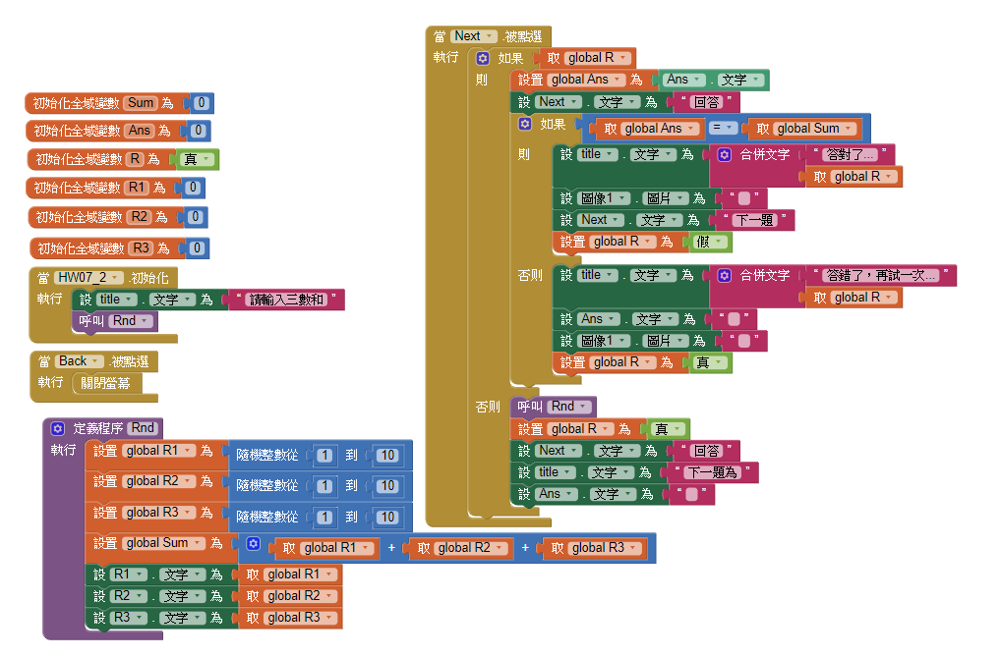 初始化全域變數 Sum 為 0
初始化全域變數 Ans 為 0
初始化全域變數 R 為 真
初始化全域變數 R1 為 0
初始化全域變數 R2 為 0
初始化全域變數 R3 為 0
當 HW07_2 .初始化
執行 設 title . 文字 為 “ 請輸入三數和 ”
呼叫 Rnd
當 Back .被點選
執行 關閉螢幕
定義程序 Rnd
執行 設置 global R1 為 隨機整數從 1 到 10
設置 global R2 為 隨機整數從 1 到 10
設置 global R3 為 隨機整數從 1 到 10
設置 global Sum 為 取 global R1 + 取 global R2 + 取 global R3
設 R1 . 文字 為 取 global R1
設 R2 . 文字 為 取 global R2
設 R3 . 文字 為 取 global R3
當 Next .被點選
執行 如果 取 global R
則 設置 global Ans 為 Ans . 文字
設 Next . 文字 為 “ 回答 ”
如果 取 global Ans = 取 global Sum
則 設 title . 文字 為 合併文字 “ 答對了... ”
取 global R
設 圖像1 . 圖片 為 “ ”
設 Next . 文字 為 “ 下一題 ”
設置 global R 為 假
否則 設 title . 文字 為 合併文字 “ 答錯了，再試一次... ”
取 global R
設 Ans . 文字 為 “ ”
設 圖像1 . 圖片 為 “ ”
設置 global R 為 真
否則 呼叫 Rnd
設置 global R 為 真
設 Next . 文字 為 “ 回答 ”
設 title . 文字 為 “ 下一題為 ”
設 Ans . 文字 為 “ ”